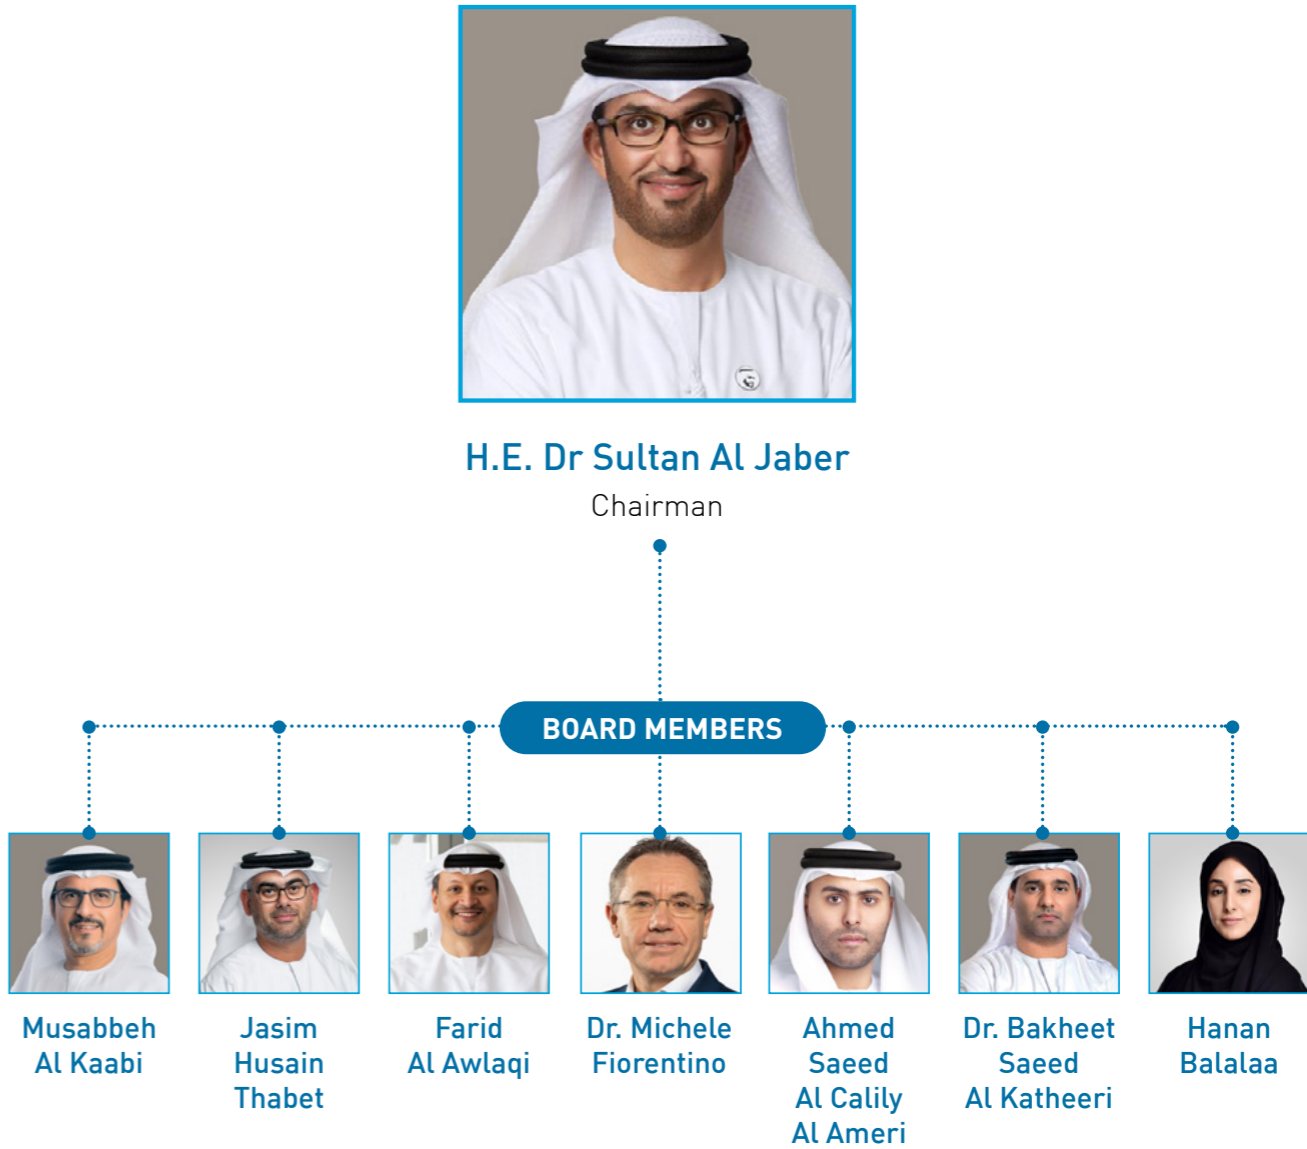 H.E. Dr Sultan Al Jaber
Chairman
BOARD MEMBERS
Musabbeh
Al Kaabi
Jasim
Husain
Thabet
Farid
Al Awlaqi
Dr. Michele
Fiorentino
Ahmed
Saeed
Al Calily
Al Ameri
Dr. Bakheet
Saeed
Al Katheeri
Hanan
Balalaa